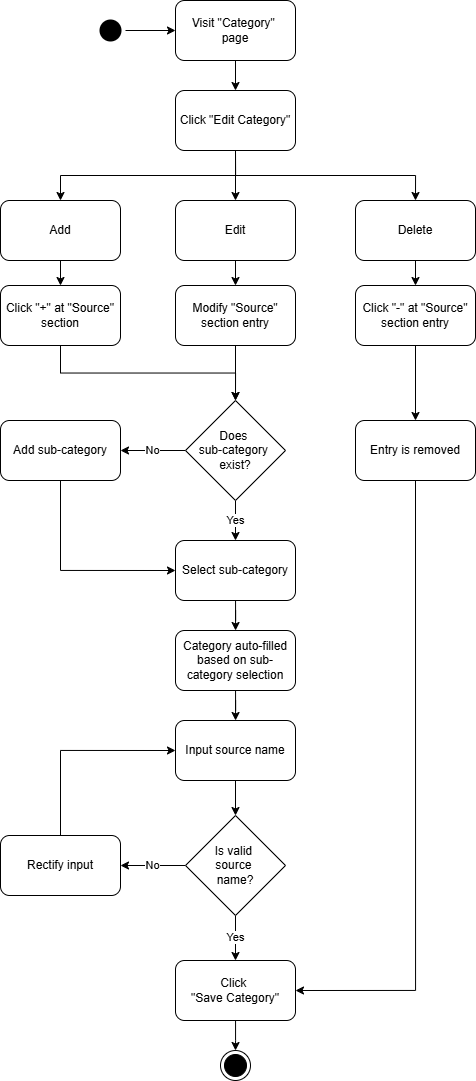 Visit "Category"
page
Click "Edit Category"
Add
Edit
Delete
Click "+" at "Source"
section
Modify "Source"
section entry
Click "-" at "Source"
section entry
Does
sub-category
exist?
No
Add sub-category
Entry is removed
Yes
Select sub-category
Category auto-filled
based on sub-
category selection
Input source name
Is valid
source
name?
No
Rectify input
Yes
Click
"Save Category"